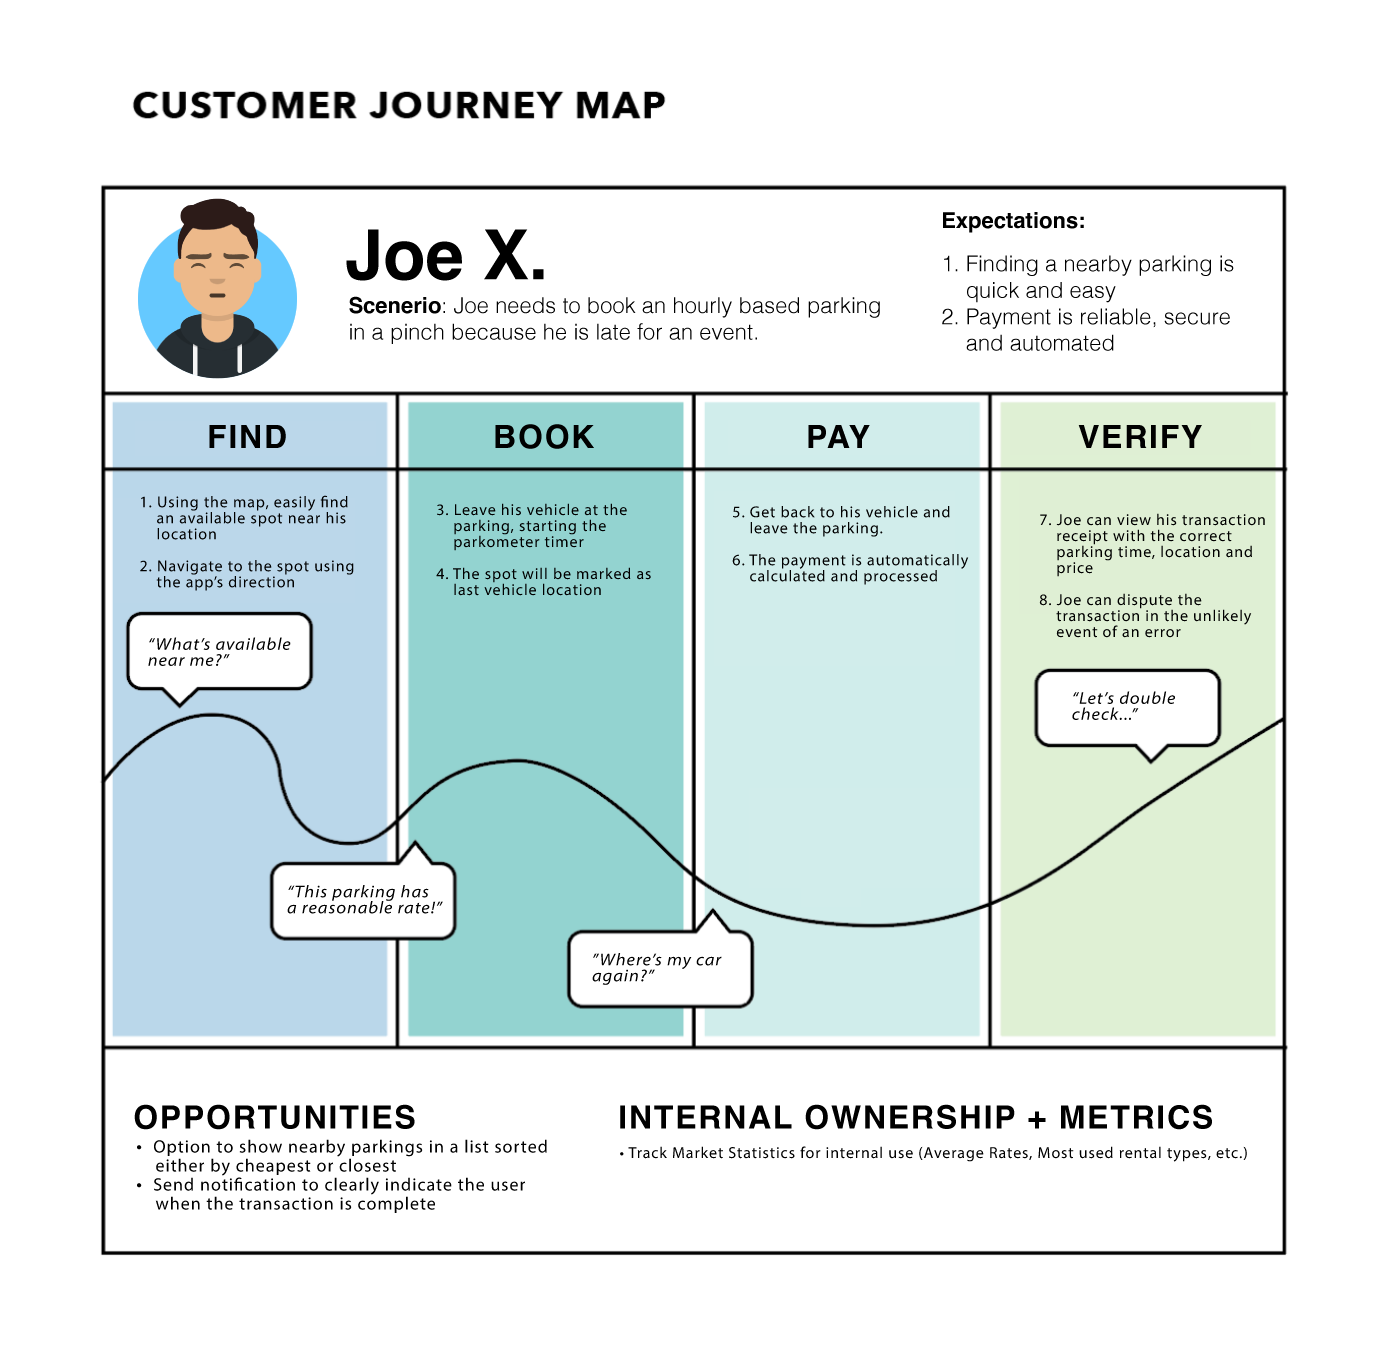 CUSTOMER JOURNEY MAP
Joe X.
Scenerio: Joe needs to book an hourly based parking
in a pinch because he is late for an event.
Expectations:
1. Finding a nearby parking is
quick and easy
2. Payment is reliable, secure
and automated
FIND
1. Using the map, easily find
an available spot near his
location
2. Navigate to the spot using
the app’s direction
“What’s available
near me?”
“This parking has
a reasonable rate!”
BOOK
3. Leave his vehicle at the
parking, starting the
parkometer timer
4. The spot will be marked as
last vehicle location
”Where’s my car
again?”
PAY
5. Get back to his vehicle and
leave the parking.
6. The payment is automatically
calculated and processed
VERIFY
7. Joe can view his transaction
receipt with the correct
parking time, location and
price
8. Joe can dispute the
transaction in the unlikely
event of an error
“Let’s double
check...”
OPPORTUNITIES
• Option to show nearby parkings in a list sorted
either by cheapest or closest
• Send notification to clearly indicate the user
when the transaction is complete
INTERNAL OWNERSHIP + METRICS
• Track Market Statistics for internal use (Average Rates, Most used rental types, etc.)